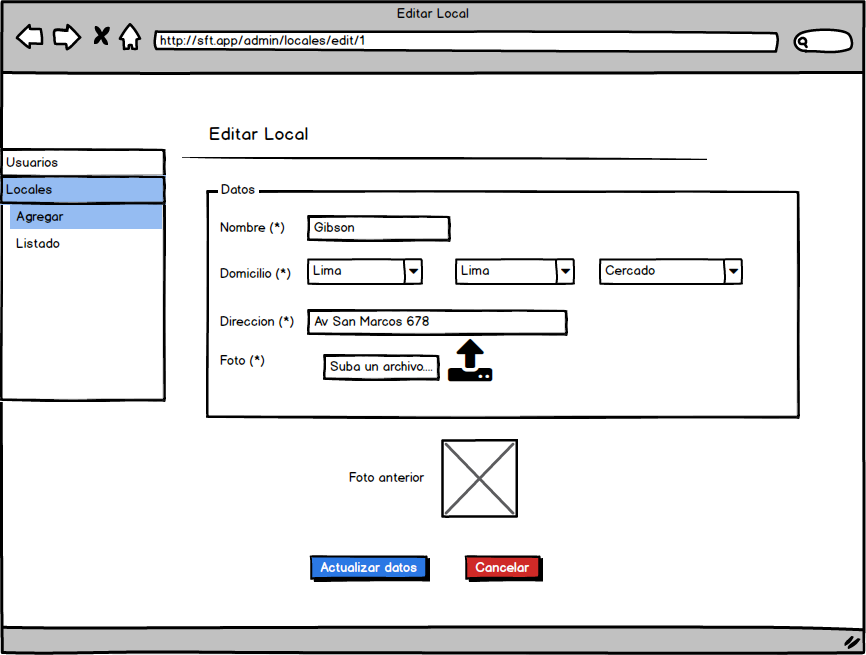 Editar Local
http://sft.app/admin/locales/edit/1
Editar Local
Usuarios
Locales
Agregar
Listado
Datos
Nombre (*) Gibson
Domicilio (*) Lima Lima Cercado
Direccion (*) Av San Marcos 678
Foto (*) Suba un archivo....
Foto anterior
Actualizar datos Cancelar